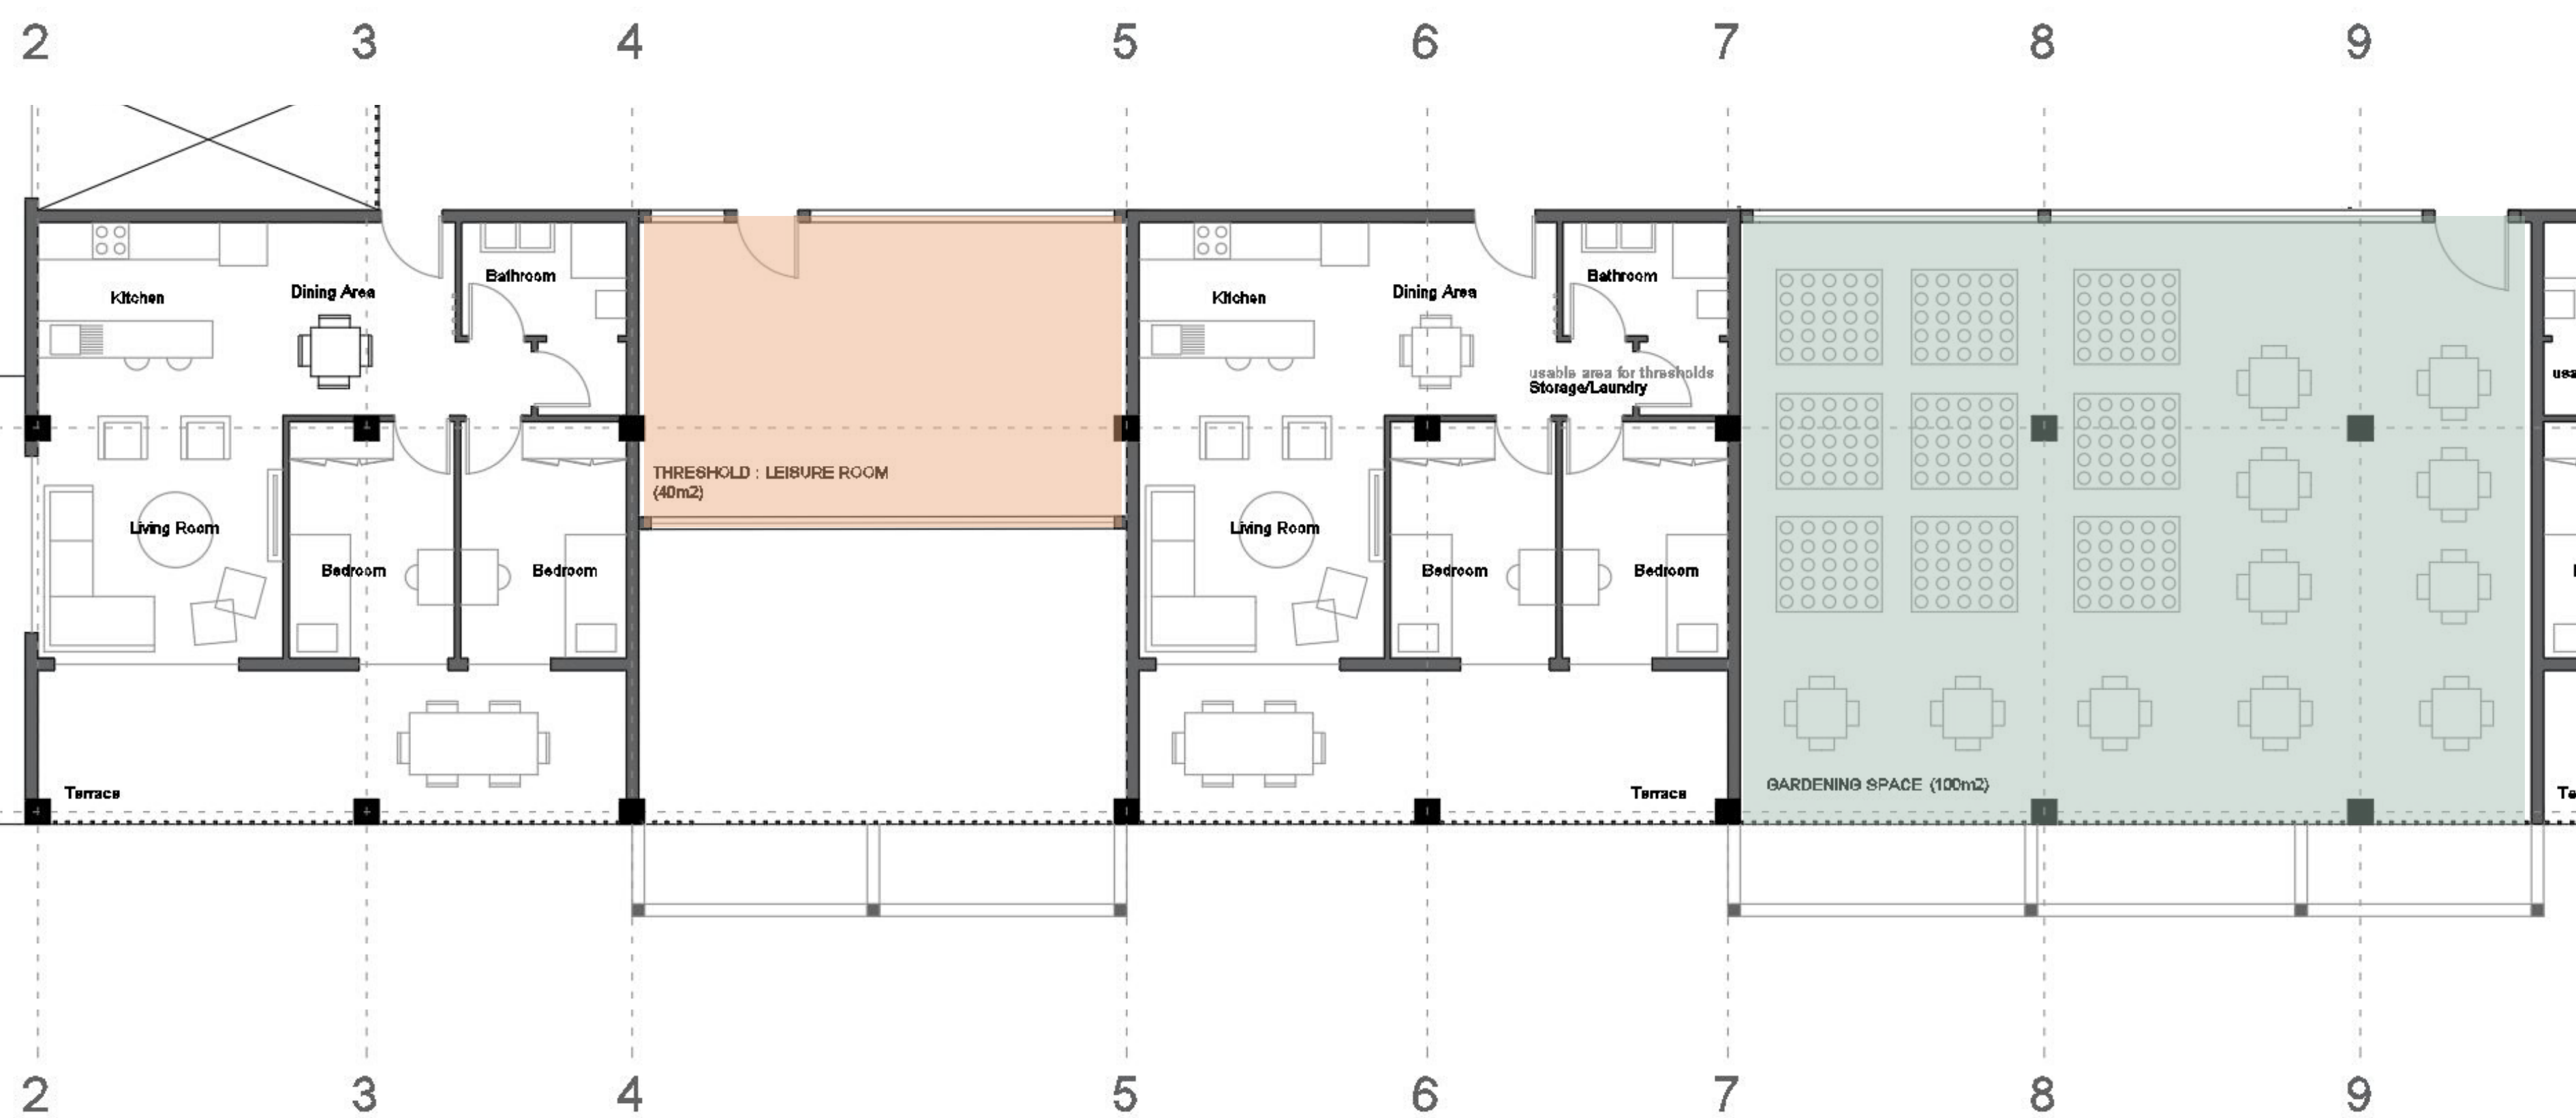 2 3 4 5 6 7 8 9
Bathroom
Kitchen
Dining Area
Living Room
Bedroom
Bedroom
Terrace
THRESHOLD : LEISURE ROOM
(40m2)
Bathroom
Kitchen
Dining Area
usable area for thresholds
Storage/Laundry
Living Room
Bedroom
Bedroom
Terrace
GARDENING SPACE (100m2)
usa
Te
2 3 4 5 6 7 8 9